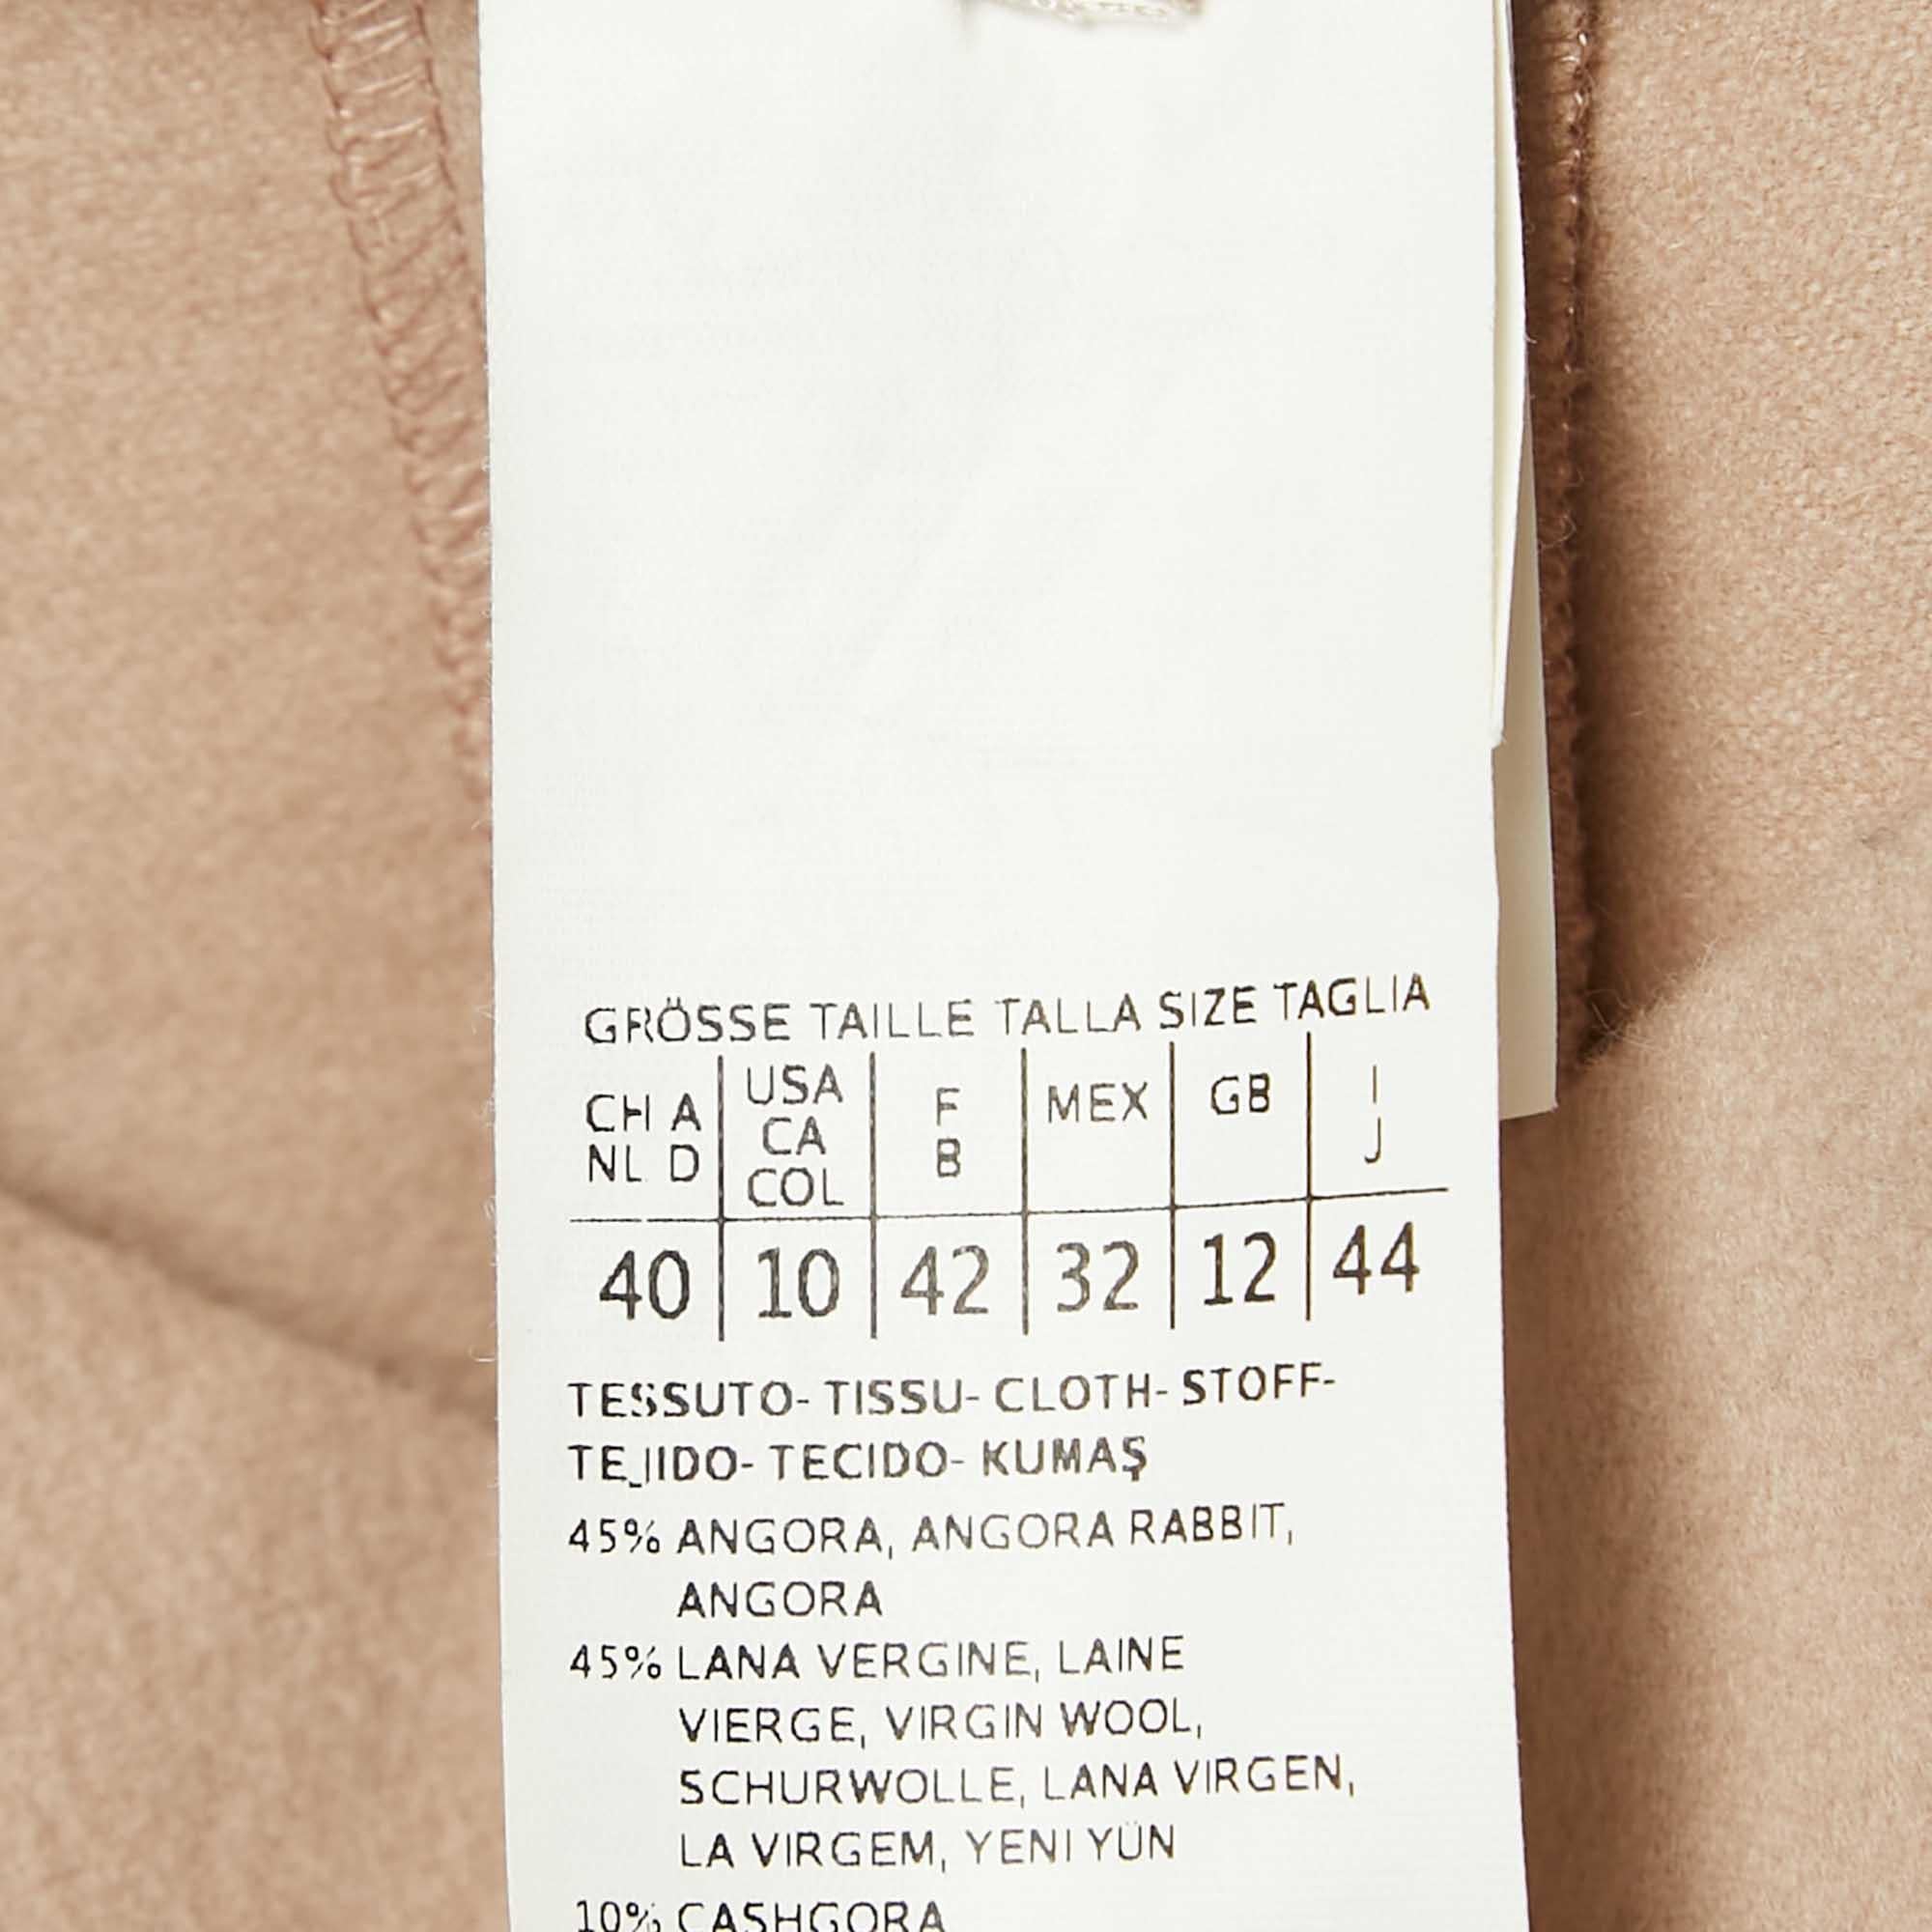 GRÖSSE TAILLE TALLA SIZE TAGLIA
CH A USA F MEX GB I
NL D CA B J
COL
40 10 42 32 12 44
TESSUTO- TISSU- CLOTH- STOFF-
TEJIDO- TECIDO- KUMAŞ
45% ANGORA, ANGORA RABBIT,
ANGORA
45% LANA VERGINE, LAINE
VIERGE, VIRGIN WOOL,
SCHURWOLLE, LANA VIRGEN,
LA VIRGEM, YENI YÜN
10% CASHGORA